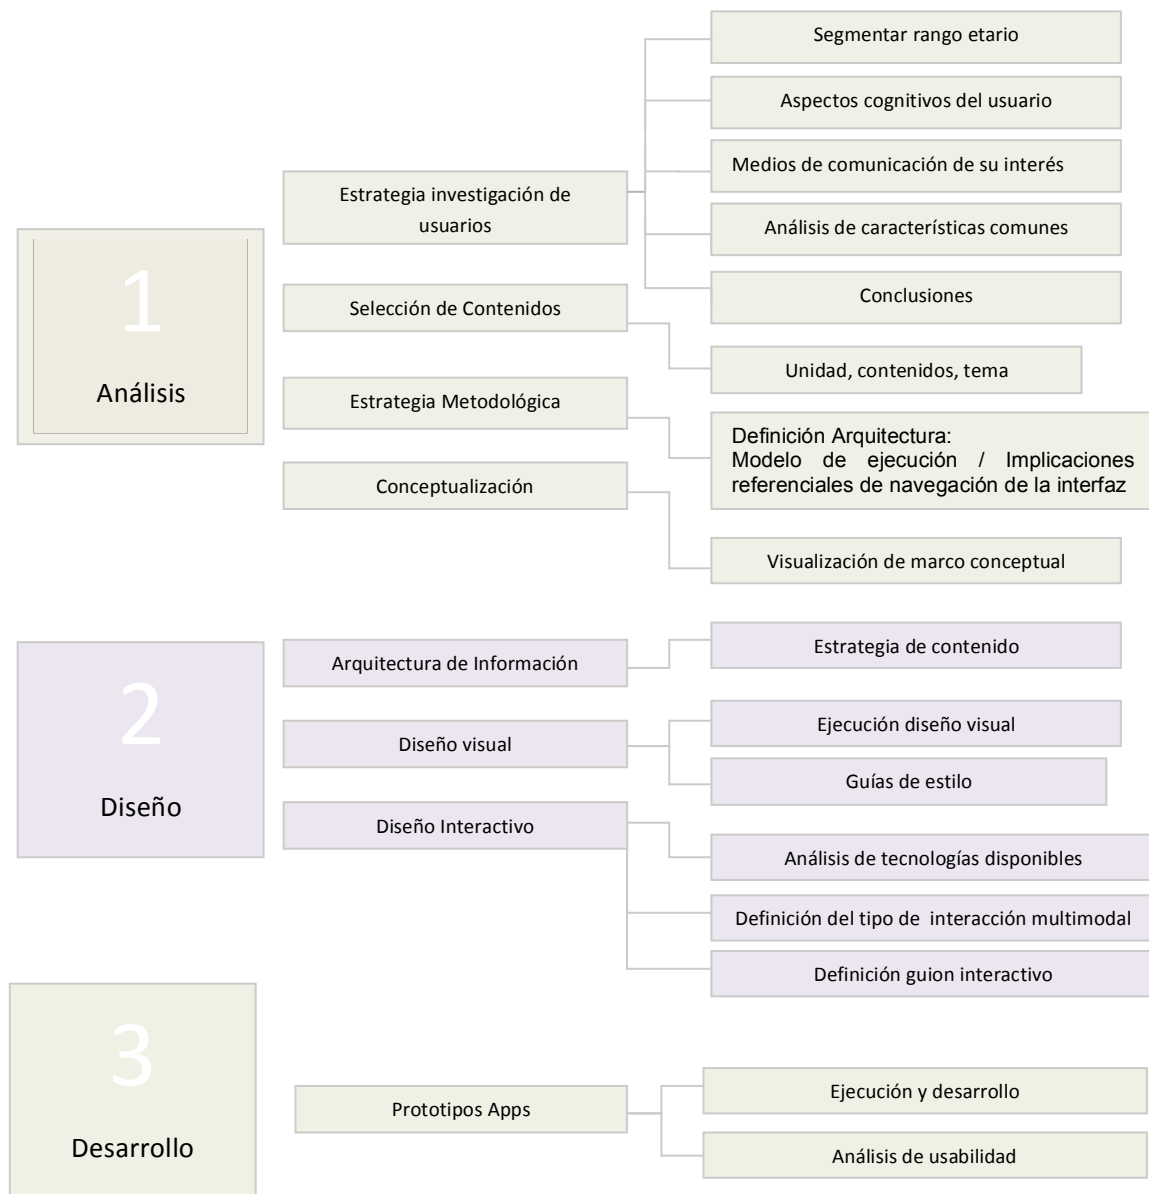 1
Análisis
Estrategia investigación de
usuarios
Segmentar rango etario
Aspectos cognitivos del usuario
Medios de comunicación de su interés
Análisis de características comunes
Conclusiones
Selección de Contenidos
Unidad, contenidos, tema
Estrategia Metodológica
Definición Arquitectura:
Modelo de ejecución / Implicaciones
referenciales de navegación de la interfaz
Conceptualización
Visualización de marco conceptual
2
Diseño
Arquitectura de Información
Estrategia de contenido
Diseño visual
Ejecución diseño visual
Guías de estilo
Diseño Interactivo
Análisis de tecnologías disponibles
Definición del tipo de interacción multimodal
Definición guion interactivo
3
Desarrollo
Prototipos Apps
Ejecución y desarrollo
Análisis de usabilidad